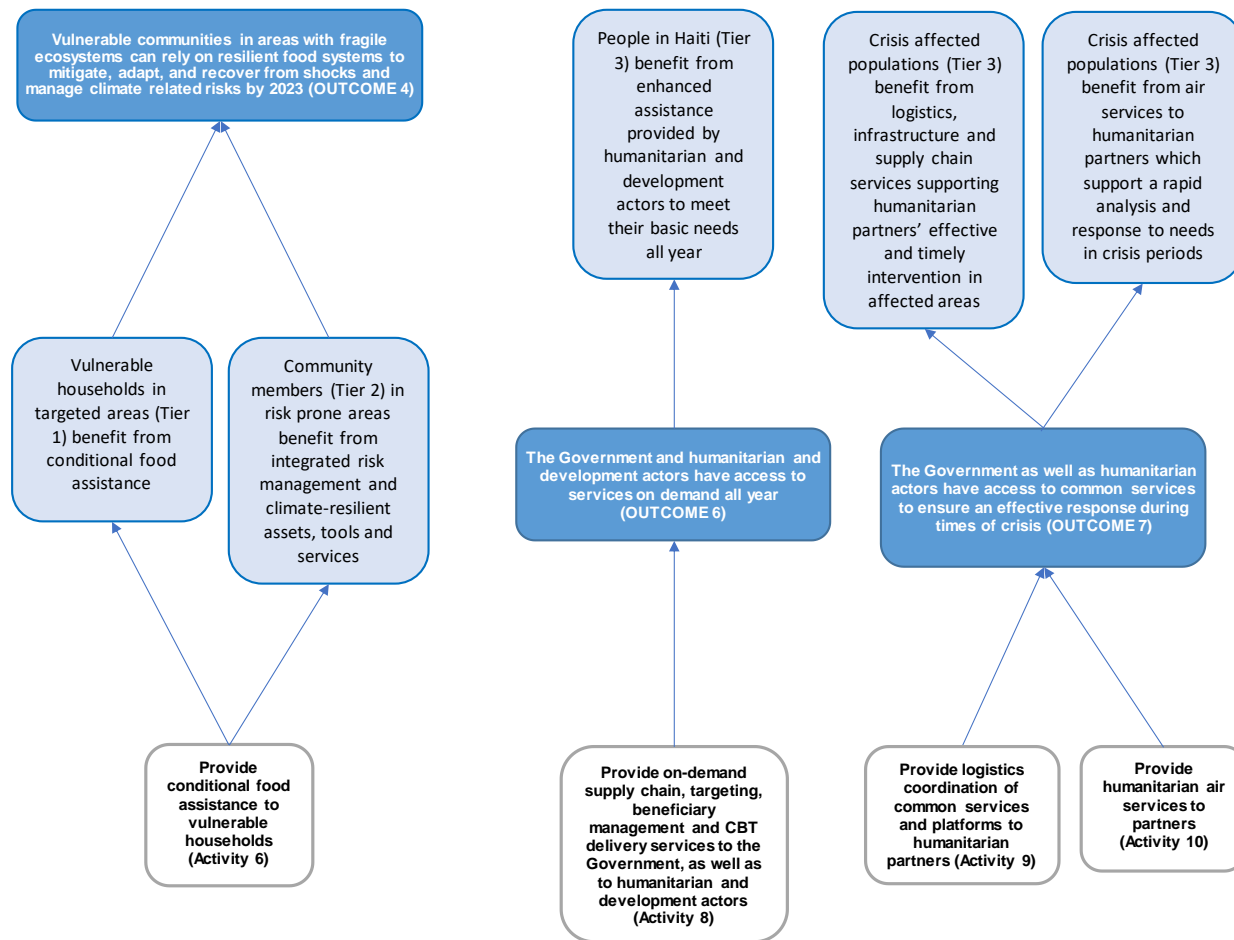 Vulnerable communities in areas with fragile
ecosystems can rely on resilient food systems to
mitigate, adapt, and recover from shocks and
manage climate related risks by 2023 (OUTCOME 4)
People in Haiti (Tier
3) benefit from
enhanced
assistance
provided by
humanitarian and
development
actors to meet
their basic needs
all year
Crisis affected
populations (Tier 3)
benefit from
logistics,
infrastructure and
supply chain
services supporting
humanitarian
partners’ effective
and timely
intervention in
affected areas
Crisis affected
populations (Tier 3)
benefit from air
services to
humanitarian
partners which
support a rapid
analysis and
response to needs
in crisis periods
Vulnerable
households in
targeted areas (Tier
1) benefit from
conditional food
assistance
Community
members (Tier 2) in
risk prone areas
benefit from
integrated risk
management and
climate-resilient
assets, tools and
services
The Government and humanitarian and
development actors have access to
services on demand all year
(OUTCOME 6)
The Government as well as humanitarian
actors have access to common services
to ensure an effective response during
times of crisis (OUTCOME 7)
Provide
conditional food
assistance to
vulnerable
households
(Activity 6)
Provide on-demand
supply chain, targeting,
beneficiary
management and CBT
delivery services to the
Government, as well as
to humanitarian and
development actors
(Activity 8)
Provide logistics
coordination of
common services
and platforms to
humanitarian
partners (Activity 9)
Provide
humanitarian air
services to
partners
(Activity 10)